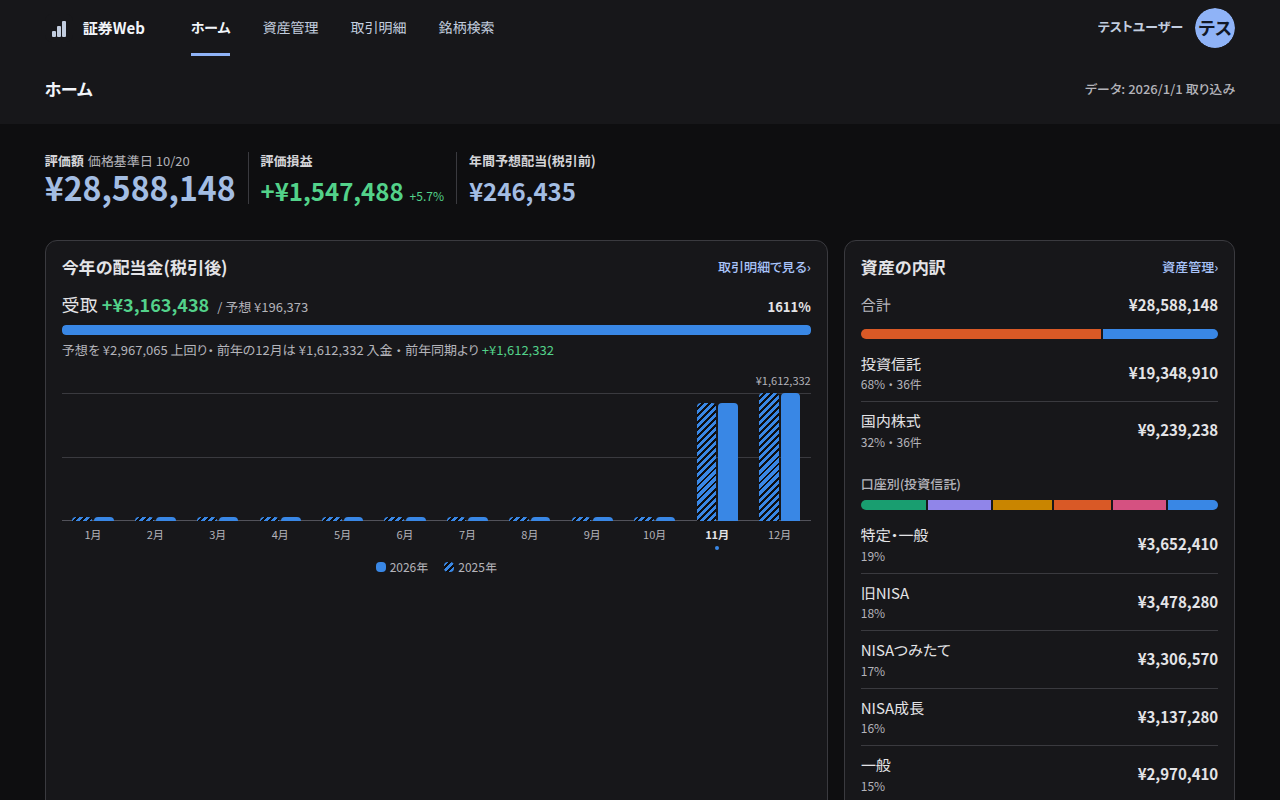 証券Web
ホーム
資産管理
取引明細
銘柄検索
テストユーザー
テス
ホーム
データ: 2026/1/1 取り込み
評価額 価格基準日 10/20
¥28,588,148
評価損益
+¥1,547,488 +5.7%
年間予想配当(税引前)
¥246,435
今年の配当金(税引後)
取引明細で見る›
受取 +¥3,163,438 / 予想 ¥196,373
1611%
予想を ¥2,967,065 上回り・前年の12月は ¥1,612,332 入金・前年同期より +¥1,612,332
¥1,612,332
1月
2月
3月
4月
5月
6月
7月
8月
9月
10月
11月
12月
2026年
2025年
資産の内訳
資産管理›
合計
¥28,588,148
投資信託
68%・36件
¥19,348,910
国内株式
32%・36件
¥9,239,238
口座別(投資信託)
特定・一般
19%
¥3,652,410
旧NISA
18%
¥3,478,280
NISAつみたて
17%
¥3,306,570
NISA成長
16%
¥3,137,280
一般
15%
¥2,970,410